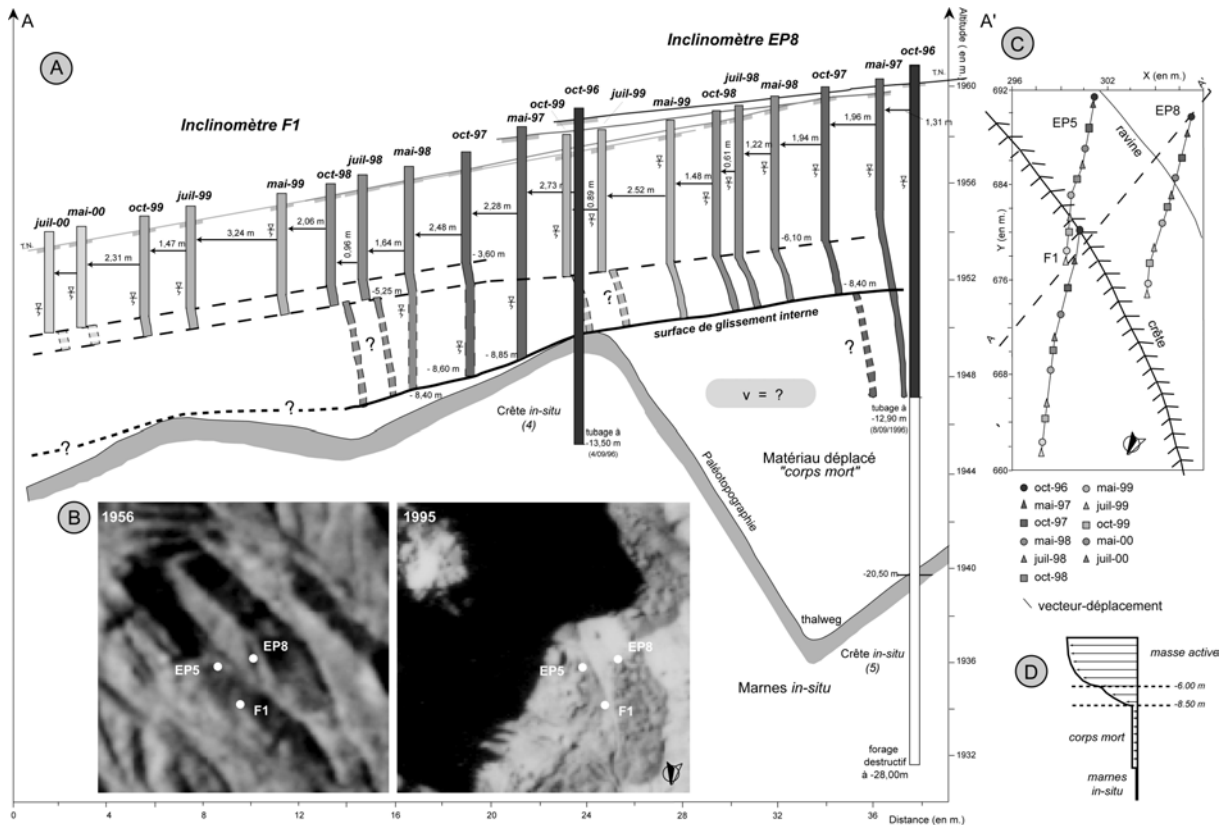 A
A
Inclinomètre F1
Inclinomètre EP8
Altitude ( en m.)
A'
C
oct-96
mai-97
oct-97
juil-98
mai-98
oct-98
mai-99
juil-99
oct-96
oct-99
mai-97
oct-97
mai-98
juil-98
oct-98
mai-99
juil-99
oct-99
mai-00
juil-00
T.N.
T.N.
1,31 m
1,96 m
1,94 m
1,22 m
0,61 m
1.48 m
2.52 m
0.89 m
2,73 m
2,28 m
2,48 m
1,64 m
0,96 m
2,06 m
3,24 m
1,47 m
2,31 m
-6,10 m
- 8,40 m
- 3,60 m
-5,25 m
- 8,85 m
- 8,60 m
- 8,40 m
surface de glissement interne
?
?
?
?
?
v = ?
Crête in-situ
(4)
tubage à
-13,50 m
(4/09/96)
tubage à
-12,90 m
(8/09/1996)
Matériau déplacé
"corps mort"
Paléotopographie
-20,50 m
thalweg
Crête in-situ
(5)
Marnes in-situ
forage
destructif
à -28,00m
1960
1956
1952
1948
1944
1940
1936
1932
0
4
8
12
16
20
24
28
32
36
Distance (en m.)
B
1956
EP8
EP5
F1
1995
EP8
EP5
F1
296
302
X (en m.)
A'
692
684
676
668
660
Y (en m.)
EP5
EP8
ravine
F1
A
crête
oct-96
mai-97
oct-97
mai-98
juil-98
oct-98
mai-99
juil-99
oct-99
mai-00
juil-00
vecteur-déplacement
D
masse active
-6.00 m
-8.50 m
corps mort
marnes
in-situ